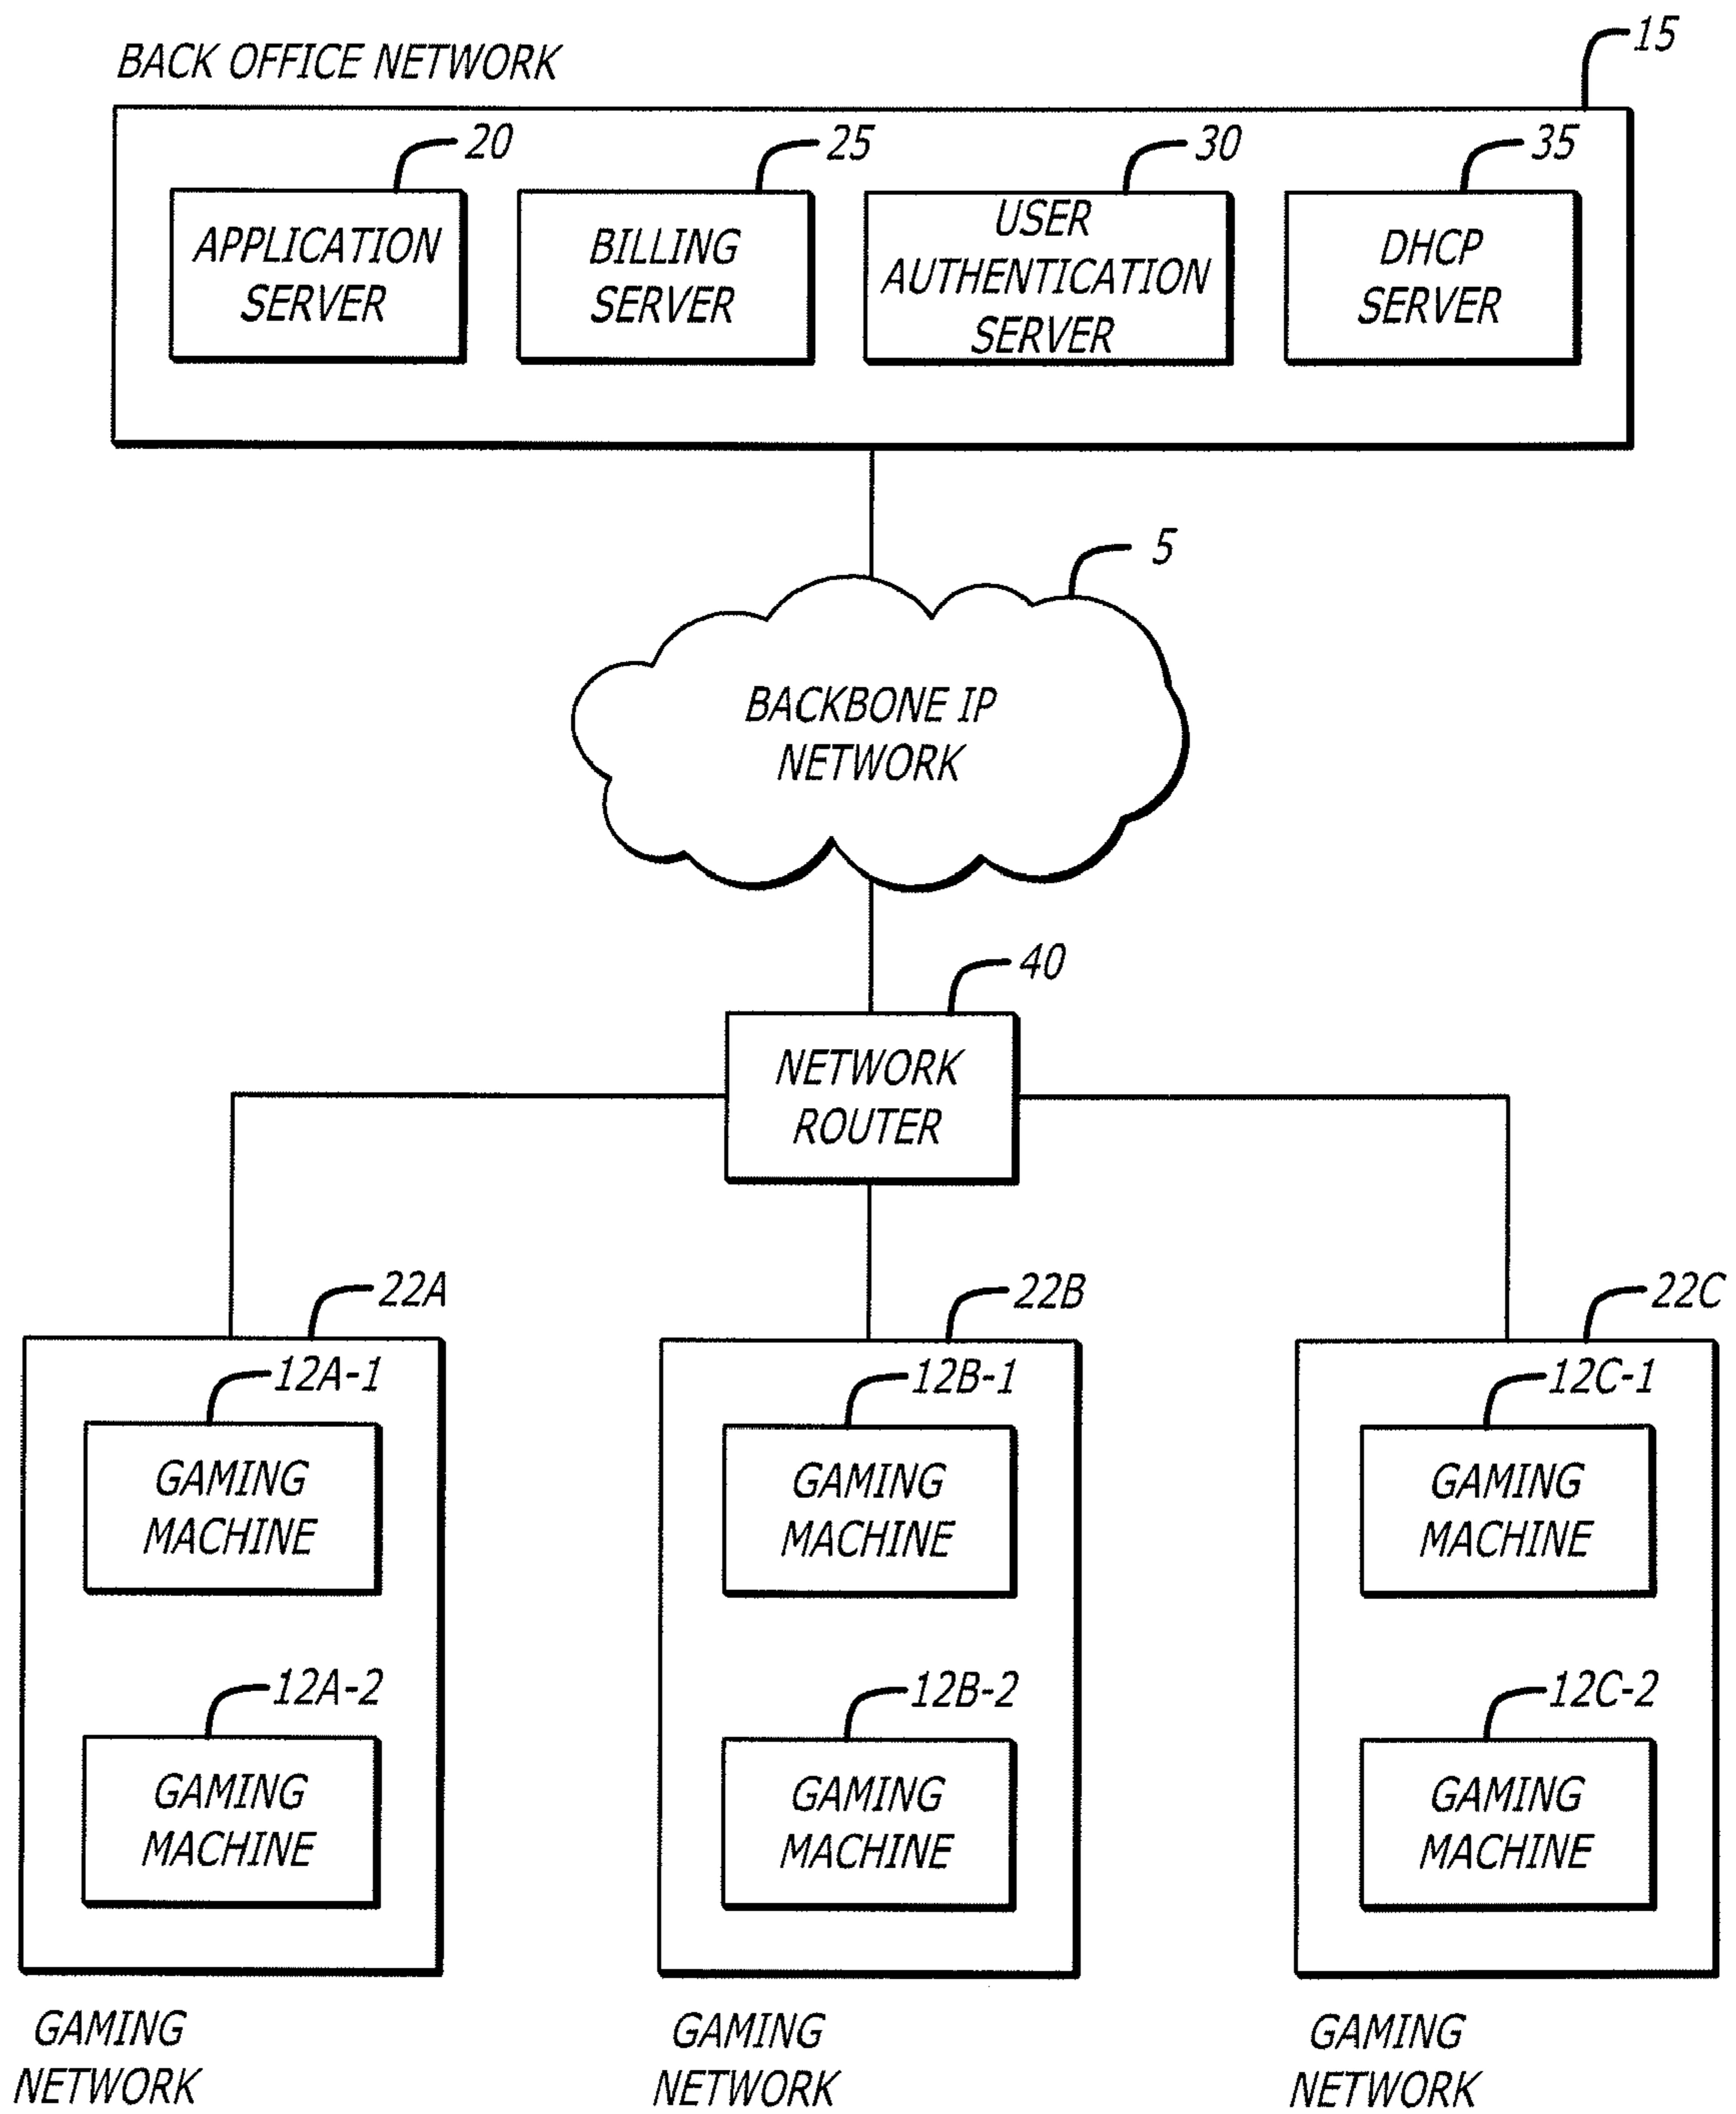 BACK OFFICE NETWORK
15
20
25
30
35
APPLICATION
SERVER
BILLING
SERVER
USER
AUTHENTICATION
SERVER
DHCP
SERVER
5
BACKBONE IP
NETWORK
40
NETWORK
ROUTER
22A
22B
22C
12A-1
12B-1
12C-1
GAMING
MACHINE
GAMING
MACHINE
GAMING
MACHINE
12A-2
12B-2
12C-2
GAMING
MACHINE
GAMING
MACHINE
GAMING
MACHINE
GAMING
NETWORK
GAMING
NETWORK
GAMING
NETWORK